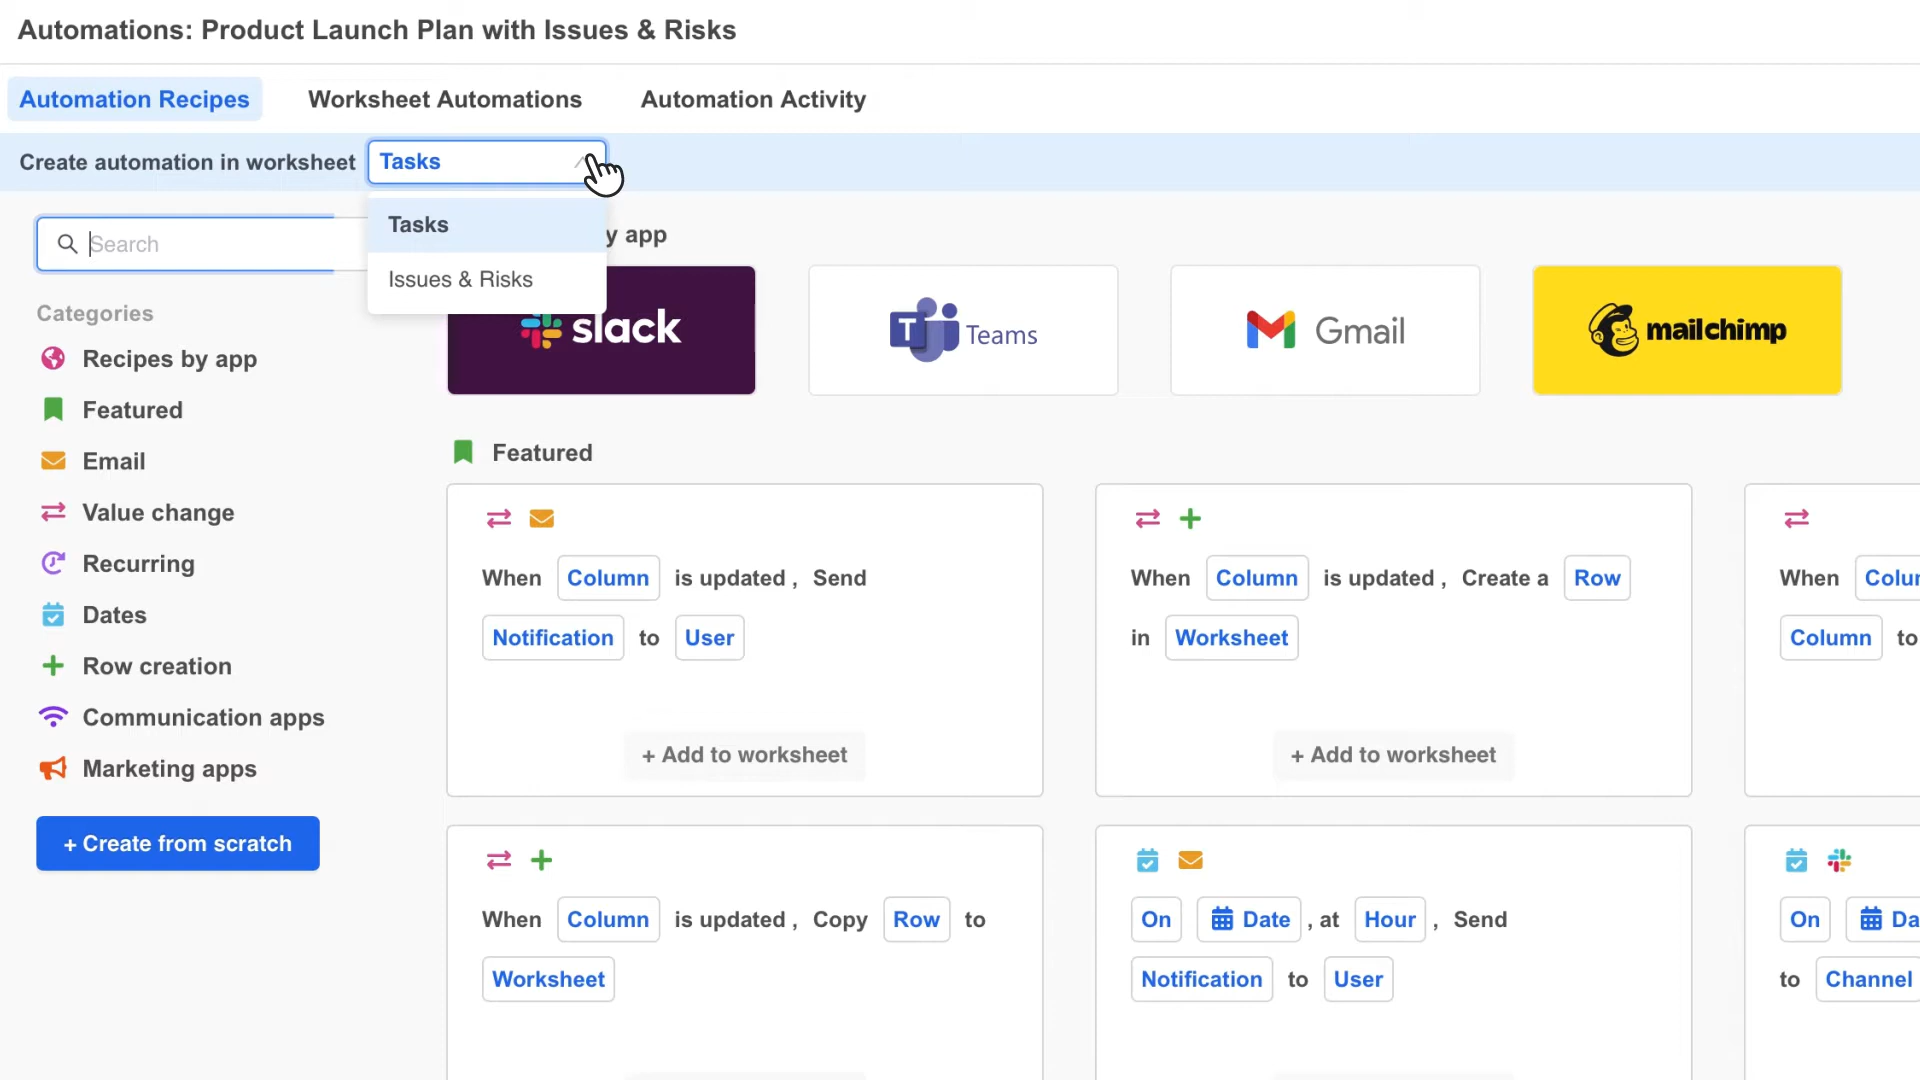 Automations: Product Launch Plan with Issues & Risks
Automation Recipes
Worksheet Automations
Automation Activity
Create automation in worksheet
Tasks
Tasks
Issues & Risks
Search
y app
slack
Teams
Gmail
mailchimp
Categories
Recipes by app
Featured
Email
Value change
Recurring
Dates
Row creation
Communication apps
Marketing apps
+ Create from scratch
Featured
When Column is updated , Send
Notification to User
+ Add to worksheet
When Column is updated , Create a Row
in Worksheet
+ Add to worksheet
When Colu
Column to
When Column is updated , Copy Row to
Worksheet
On Date , at Hour , Send
Notification to User
On Da
to Channel